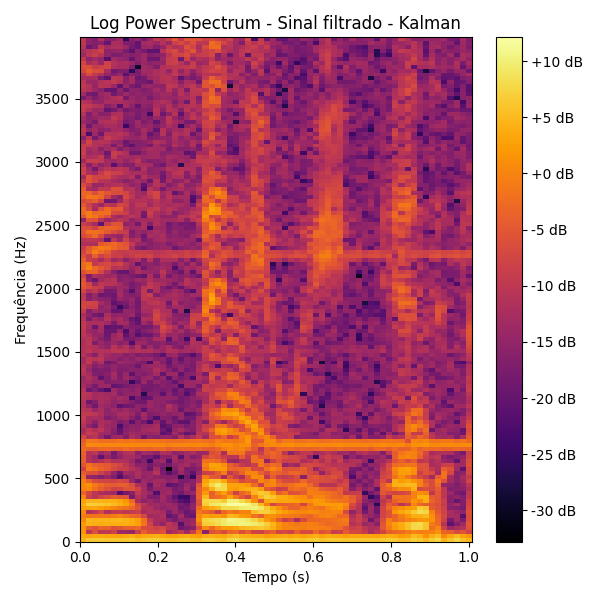 Log Power Spectrum - Sinal filtrado - Kalman
Frequência (Hz)
3500
3000
2500
2000
1500
1000
500
0
0.0 0.2 0.4 0.6 0.8 1.0
Tempo (s)
+10 dB
+5 dB
+0 dB
-5 dB
-10 dB
-15 dB
-20 dB
-25 dB
-30 dB